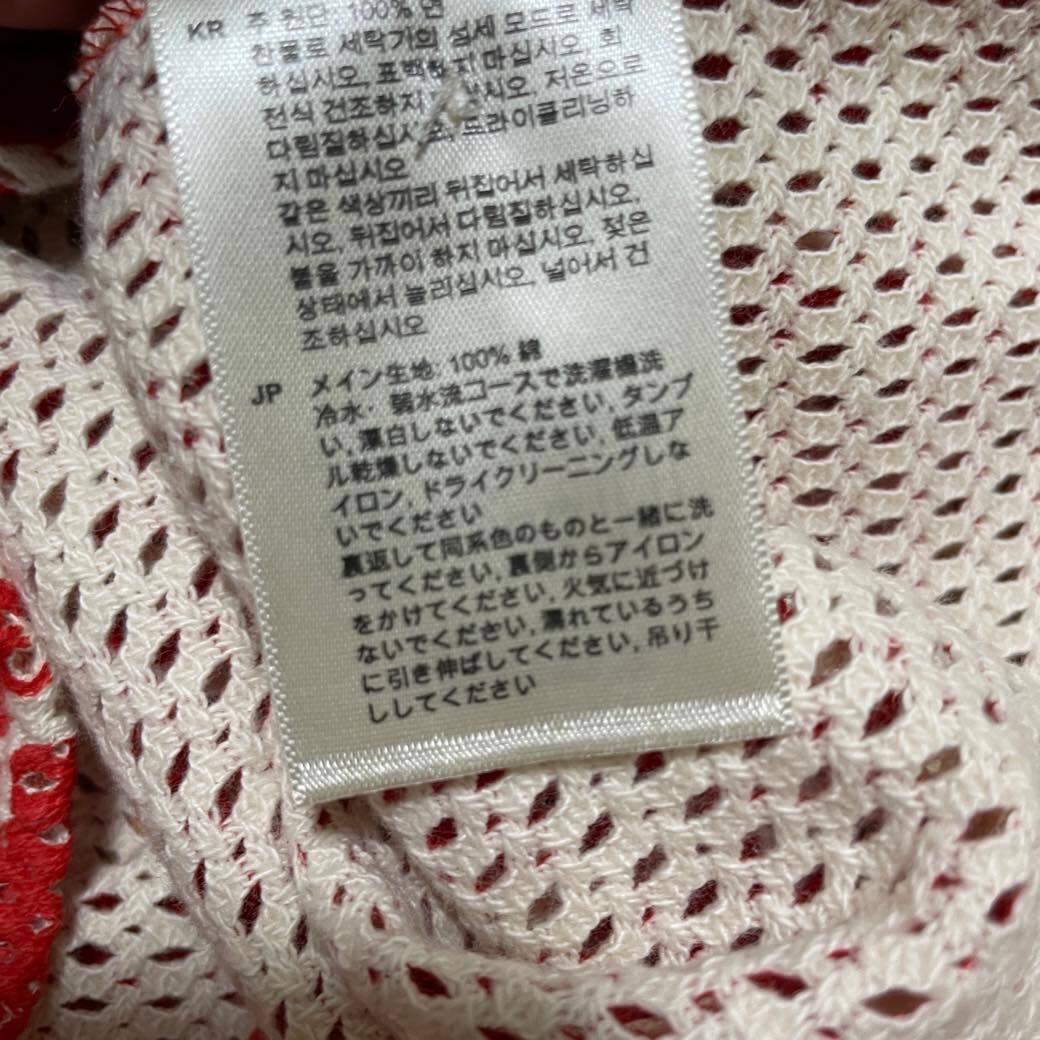 KR 주 원단: 100% 면
찬물로 세탁기의 섬세 모드로 세탁
하십시오, 표백하지 마십시오, 회
전식 건조하지 마십시오, 저온으로
다림질하십시오, 드라이클리닝하
지 마십시오
같은 색상끼리 뒤집어서 세탁하십
시오, 뒤집어서 다림질하십시오,
불을 가까이 하지 마십시오, 젖은
상태에서 늘리십시오, 널어서 건
조하십시오
JP メイン生地: 100% 綿
冷水・弱水流コースで洗濯機洗
い, 漂白しないでください, タンブ
ル乾燥しないでください, 低温ア
イロン, ドライクリーニングしな
いでください
裏返して同系色のものと一緒に洗
ってください, 裏側からアイロン
をかけてください, 火気に近づけ
ないでください, 濡れているうち
に引き伸ばしてください, 吊り干
ししてください